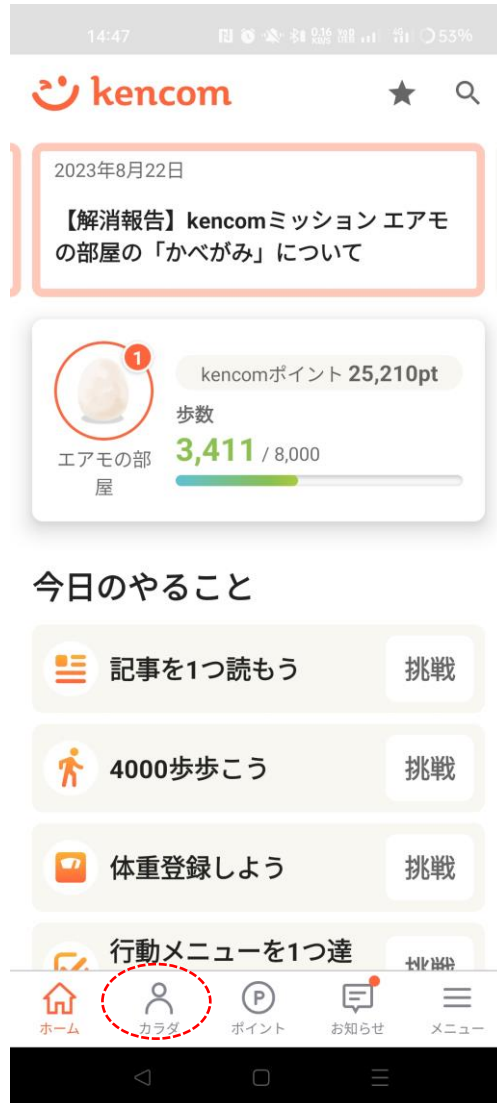 14:47
53%
kencom
2023年8月22日
【解消報告】kencomミッション エアモ
の部屋の「かべがみ」について
1
kencomポイント 25,210pt
歩数
3,411 / 8,000
エアモの部
屋
今日のやること
記事を1つ読もう
挑戦
4000歩歩こう
挑戦
体重登録しよう
挑戦
行動メニューを1つ達
挑戦
ホーム
カラダ
P
ポイント
お知らせ
メニュー